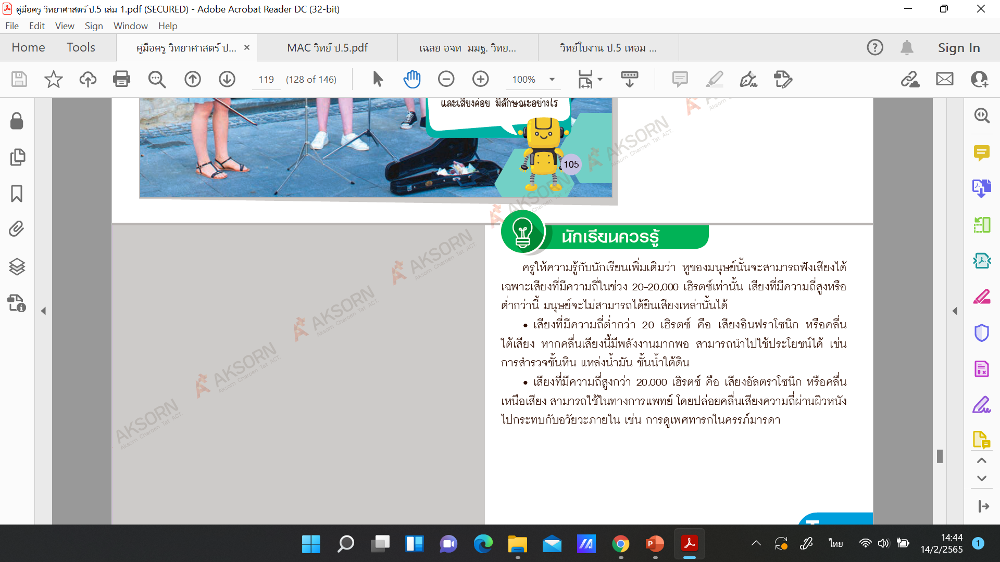 คู่มือครู วิทยาศาสตร์ ป.5 เล่ม 1.pdf (SECURED) - Adobe Acrobat Reader DC (32-bit)
File Edit View Sign Window Help
Home Tools คู่มือครู วิทยาศาสตร์ ป... MAC วิทย์ ป.5.pdf เฉลย อจท มมฐ. วิทย... วิทย์ใบงาน ป.5 เทอม ... Sign In
119 (128 of 146) 100%
และเสียงค่อย มีลักษณะอย่างไร
105
AKSORN
Aksorn Charoen Tat ACT.
นักเรียนควรรู้
ครูให้ความรู้กับนักเรียนเพิ่มเติมว่า หูของมนุษย์นั้นจะสามารถฟังเสียงได้
เฉพาะเสียงที่มีความถี่ในช่วง 20-20,000 เฮิรตซ์เท่านั้น เสียงที่มีความถี่สูงหรือ
ต่ำกว่านี้ มนุษย์จะไม่สามารถได้ยินเสียงเหล่านั้นได้
• เสียงที่มีความถี่ต่ำกว่า 20 เฮิรตซ์ คือ เสียงอินฟราโซนิก หรือคลื่น
ใต้เสียง หากคลื่นเสียงนี้มีพลังงานมากพอ สามารถนำไปใช้ประโยชน์ได้ เช่น
การสำรวจชั้นหิน แหล่งน้ำมัน ชั้นน้ำใต้ดิน
• เสียงที่มีความถี่สูงกว่า 20,000 เฮิรตซ์ คือ เสียงอัลตราโซนิก หรือคลื่น
เหนือเสียง สามารถใช้ในทางการแพทย์ โดยปล่อยคลื่นเสียงความถี่ผ่านผิวหนัง
ไปกระทบกับอวัยวะภายใน เช่น การดูเพศทารกในครรภ์มารดา
ไทย
14:44
14/2/2565
1